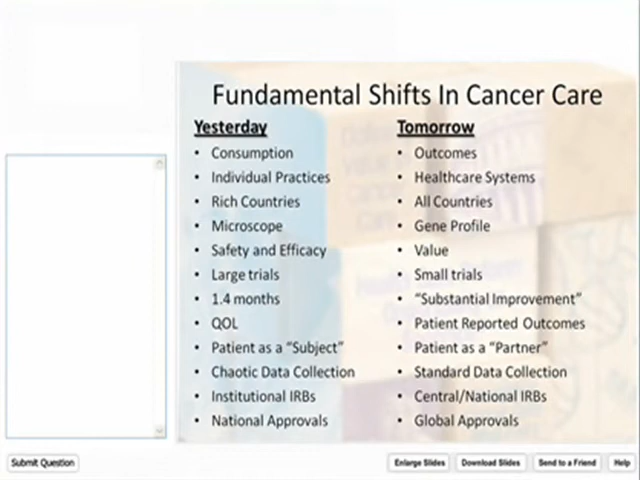 Fundamental Shifts In Cancer Care
Yesterday
• Consumption
• Individual Practices
• Rich Countries
• Microscope
• Safety and Efficacy
• Large trials
• 1.4 months
• QOL
• Patient as a “Subject”
• Chaotic Data Collection
• Institutional IRBs
• National Approvals
Tomorrow
• Outcomes
• Healthcare Systems
• All Countries
• Gene Profile
• Value
• Small trials
• “Substantial Improvement”
• Patient Reported Outcomes
• Patient as a “Partner”
• Standard Data Collection
• Central/National IRBs
• Global Approvals
Submit Question
Enlarge Slides
Download Slides
Send to a Friend
Help